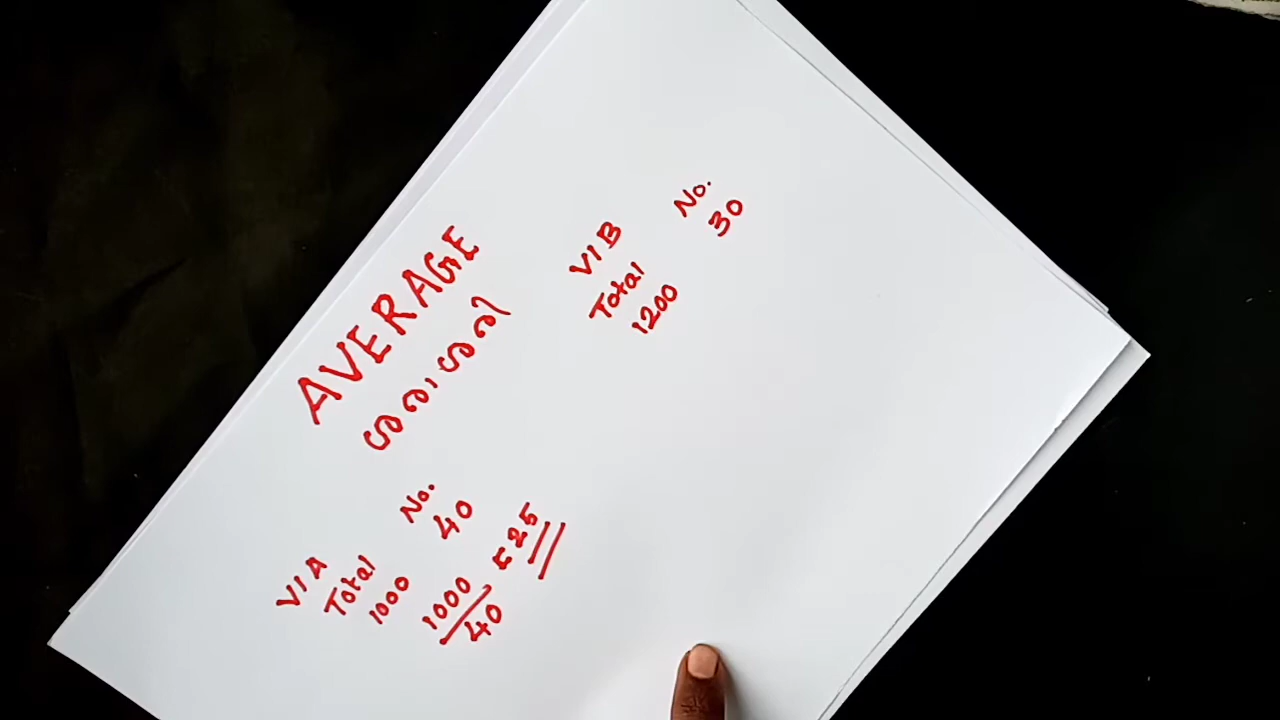 AVERAGE
ശരാശരി
VI A
Total No.
1000 40
1000/40 = 25
VI B
Total No.
1200 30